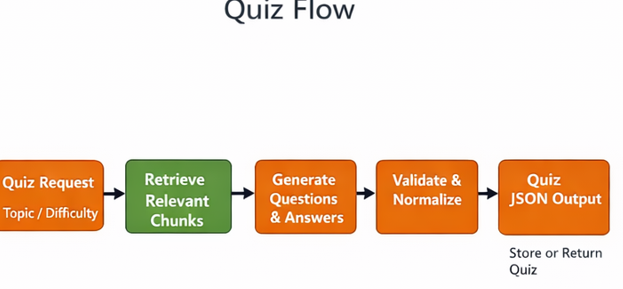 Quiz Flow
Quiz Request
Topic / Difficulty
Retrieve
Relevant
Chunks
Generate
Questions
& Answers
Validate &
Normalize
Quiz
JSON Output
Store or Return
Quiz